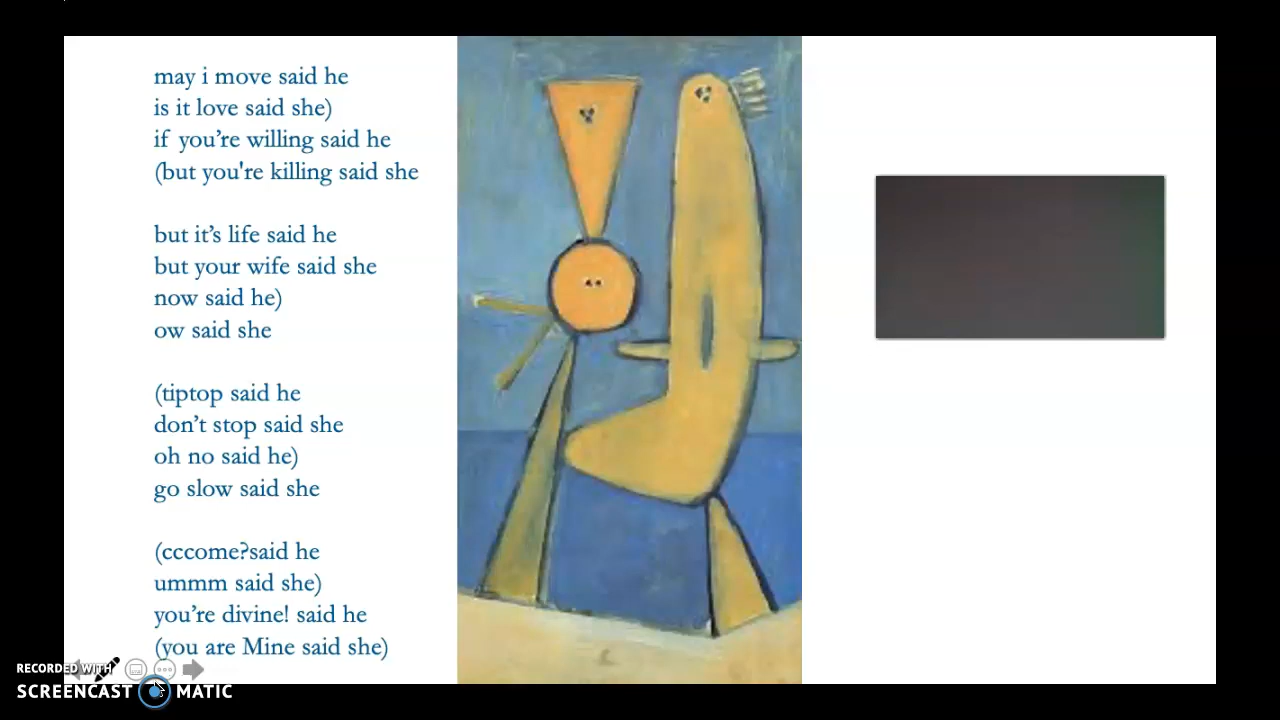 may i move said he
is it love said she)
if you’re willing said he
(but you're killing said she

but it’s life said he
but your wife said she
now said he)
ow said she

(tiptop said he
don’t stop said she
oh no said he)
go slow said she

(cccome?said he
ummm said she)
you’re divine! said he
(you are Mine said she)
RECORDED WITH
SCREENCAST MATIC